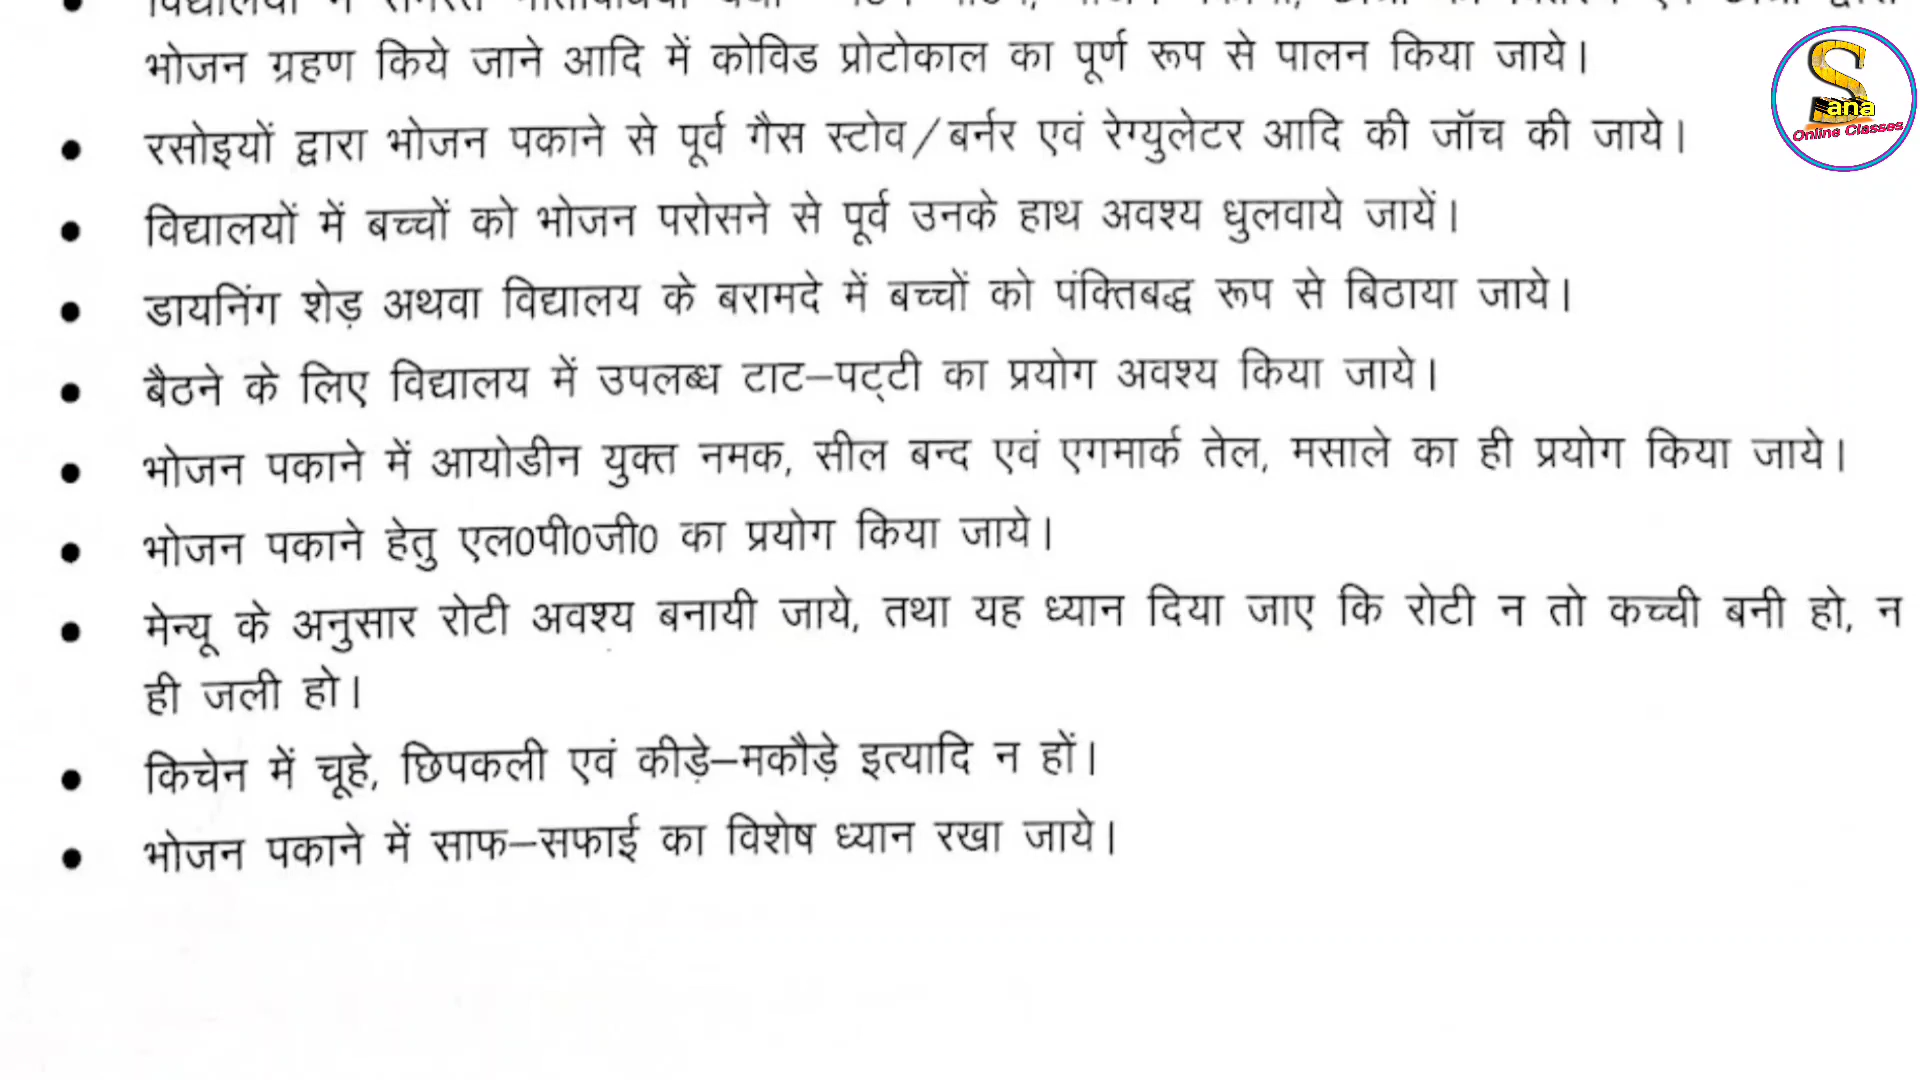 भोजन ग्रहण किये जाने आदि में कोविड प्रोटोकाल का पूर्ण रूप से पालन किया जाये।
• रसोइयों द्वारा भोजन पकाने से पूर्व गैस स्टोव/बर्नर एवं रेग्युलेटर आदि की जॉच की जाये।
• विद्यालयों में बच्चों को भोजन परोसने से पूर्व उनके हाथ अवश्य धुलवाये जायें।
• डायनिंग शेड़ अथवा विद्यालय के बरामदे में बच्चों को पंक्तिबद्ध रूप से बिठाया जाये।
• बैठने के लिए विद्यालय में उपलब्ध टाट–पट्टी का प्रयोग अवश्य किया जाये।
• भोजन पकाने में आयोडीन युक्त नमक, सील बन्द एवं एगमार्क तेल, मसाले का ही प्रयोग किया जाये।
• भोजन पकाने हेतु एल0पी0जी0 का प्रयोग किया जाये।
• मेन्यू के अनुसार रोटी अवश्य बनायी जाये, तथा यह ध्यान दिया जाए कि रोटी न तो कच्ची बनी हो, न
ही जली हो।
• किचेन में चूहे, छिपकली एवं कीड़े–मकौड़े इत्यादि न हों।
• भोजन पकाने में साफ–सफाई का विशेष ध्यान रखा जाये।
Sana
Online Classes